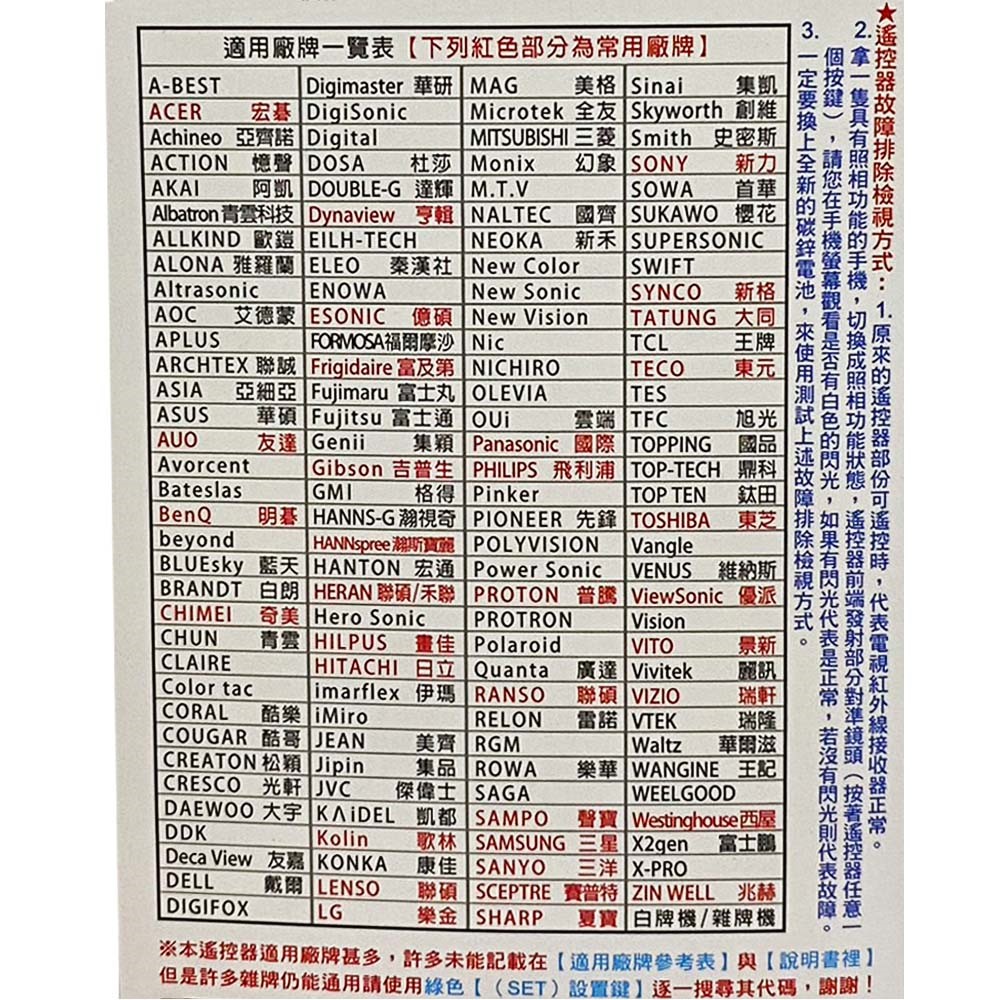 適用廠牌一覽表【下列紅色部分為常用廠牌】
A-BEST
ACER 宏碁
Achineo 亞齊諾
ACTION 憶聲
AKAI 阿凱
Albatron 青雲科技
ALLKIND 歐鎧
ALONA 雅羅蘭
Altrasonic
AOC 艾德蒙
APLUS
ARCHTEX 聯誠
ASIA 亞細亞
ASUS 華碩
AUO 友達
Avorcent
Bateslas
BenQ 明碁
beyond
BLUEsky 藍天
BRANDT 白朗
CHIMEI 奇美
CHUN 青雲
CLAIRE
Color tac
CORAL 酷樂
COUGAR 酷哥
CREATON 松穎
CRESCO 光軒
DAEWOO 大宇
DDK
Deca View 友嘉
DELL 戴爾
DIGIFOX
Digimaster 華研
DigiSonic
Digital
DOSA 杜莎
DOUBLE-G 達輝
Dynaview 亨輯
EILH-TECH
ELEO 秦漢社
ENOWA
ESONIC 億碩
FORMOSA 福爾摩沙
Frigidaire 富及第
Fujimaru 富士丸
Fujitsu 富士通
Genii 集穎
Gibson 吉普生
GMI 格得
HANNS-G 瀚視奇
HANNspree 瀚斯寶麗
HANTON 宏通
HERAN 聯碩/禾聯
Hero Sonic
HILPUS 畫佳
HITACHI 日立
imarflex 伊瑪
iMiro
JEAN 美齊
Jipin 集品
JVC 傑偉士
KΛiDEL 凱都
Kolin 歌林
KONKA 康佳
LENSO 聯碩
LG 樂金
MAG 美格
Microtek 全友
MITSUBISHI 三菱
Monix 幻象
M.T.V
NALTEC 國齊
NEOKA 新禾
New Color
New Sonic
New Vision
Nic
NICHIRO
OLEVIA
OUi 雲端
Panasonic 國際
PHILIPS 飛利浦
Pinker
PIONEER 先鋒
POLYVISION
Power Sonic
PROTON 普騰
PROTRON
Polaroid
Quanta 廣達
RANSO 聯碩
RELON 雷諾
RGM
ROWA 樂華
SAGA
SAMPO 聲寶
SAMSUNG 三星
SANYO 三洋
SCEPTRE 賽普特
SHARP 夏寶
Sinai 集凱
Skyworth 創維
Smith 史密斯
SONY 新力
SOWA 首華
SUKAWO 櫻花
SUPERSONIC
SWIFT
SYNCO 新格
TATUNG 大同
TCL 王牌
TECO 東元
TES
TFC 旭光
TOPPING 國品
TOP-TECH 鼎科
TOP TEN 鈦田
TOSHIBA 東芝
Vangle
VENUS 維納斯
ViewSonic 優派
Vision
VITO 景新
Vivitek 麗訊
VIZIO 瑞軒
VTEK 瑞隆
Waltz 華爾滋
WANGINE 王記
WEELGOOD
Westinghouse 西屋
X2gen 富士鵬
X-PRO
ZIN WELL 兆赫
白牌機/雜牌機
★遙控器故障排除檢視方式：1.原來的遙控器部份可遙控時，代表電視紅外線接收器正常。
2.拿一隻具有照相功能的手機，切換成照相功能狀態，遙控器前端發射部分對準鏡頭（按著遙控器任意一
個按鍵），請您在手機螢幕觀看是否有白色的閃光，如果有閃光代表是正常，若沒有閃光則代表故障。
3.一定要換上全新的碳鋅電池，來使用測試上述故障排除檢視方式。
※本遙控器適用廠牌甚多，許多未能記載在【適用廠牌參考表】與【說明書裡】
但是許多雜牌仍能通用請使用綠色【（SET）設置鍵】逐一搜尋其代碼，謝謝！